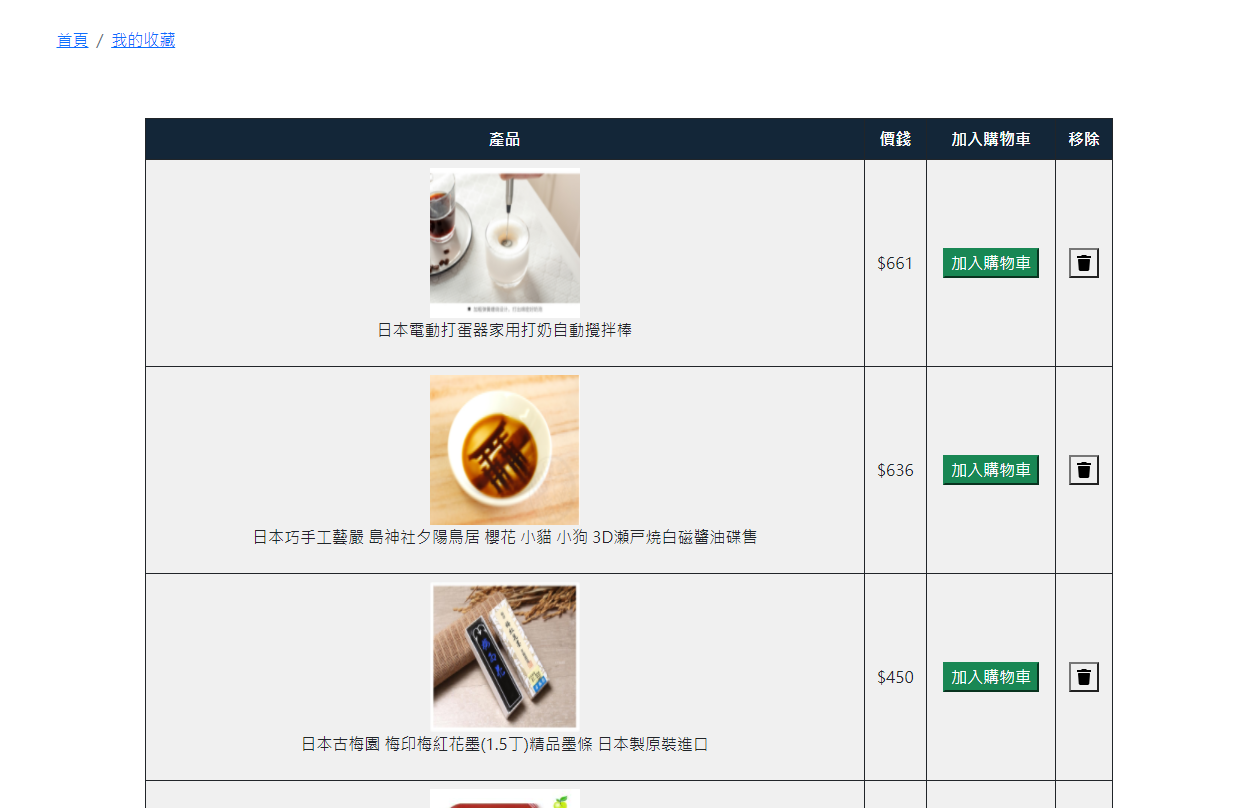 首頁 / 我的收藏
產品 價錢 加入購物車 移除
日本電動打蛋器家用打奶自動攪拌棒
$661 加入購物車
日本巧手工藝嚴 島神社夕陽鳥居 櫻花 小貓 小狗 3D瀨戸燒白磁醬油碟售
$636 加入購物車
日本古梅園 梅印梅紅花墨(1.5丁)精品墨條 日本製原裝進口
$450 加入購物車